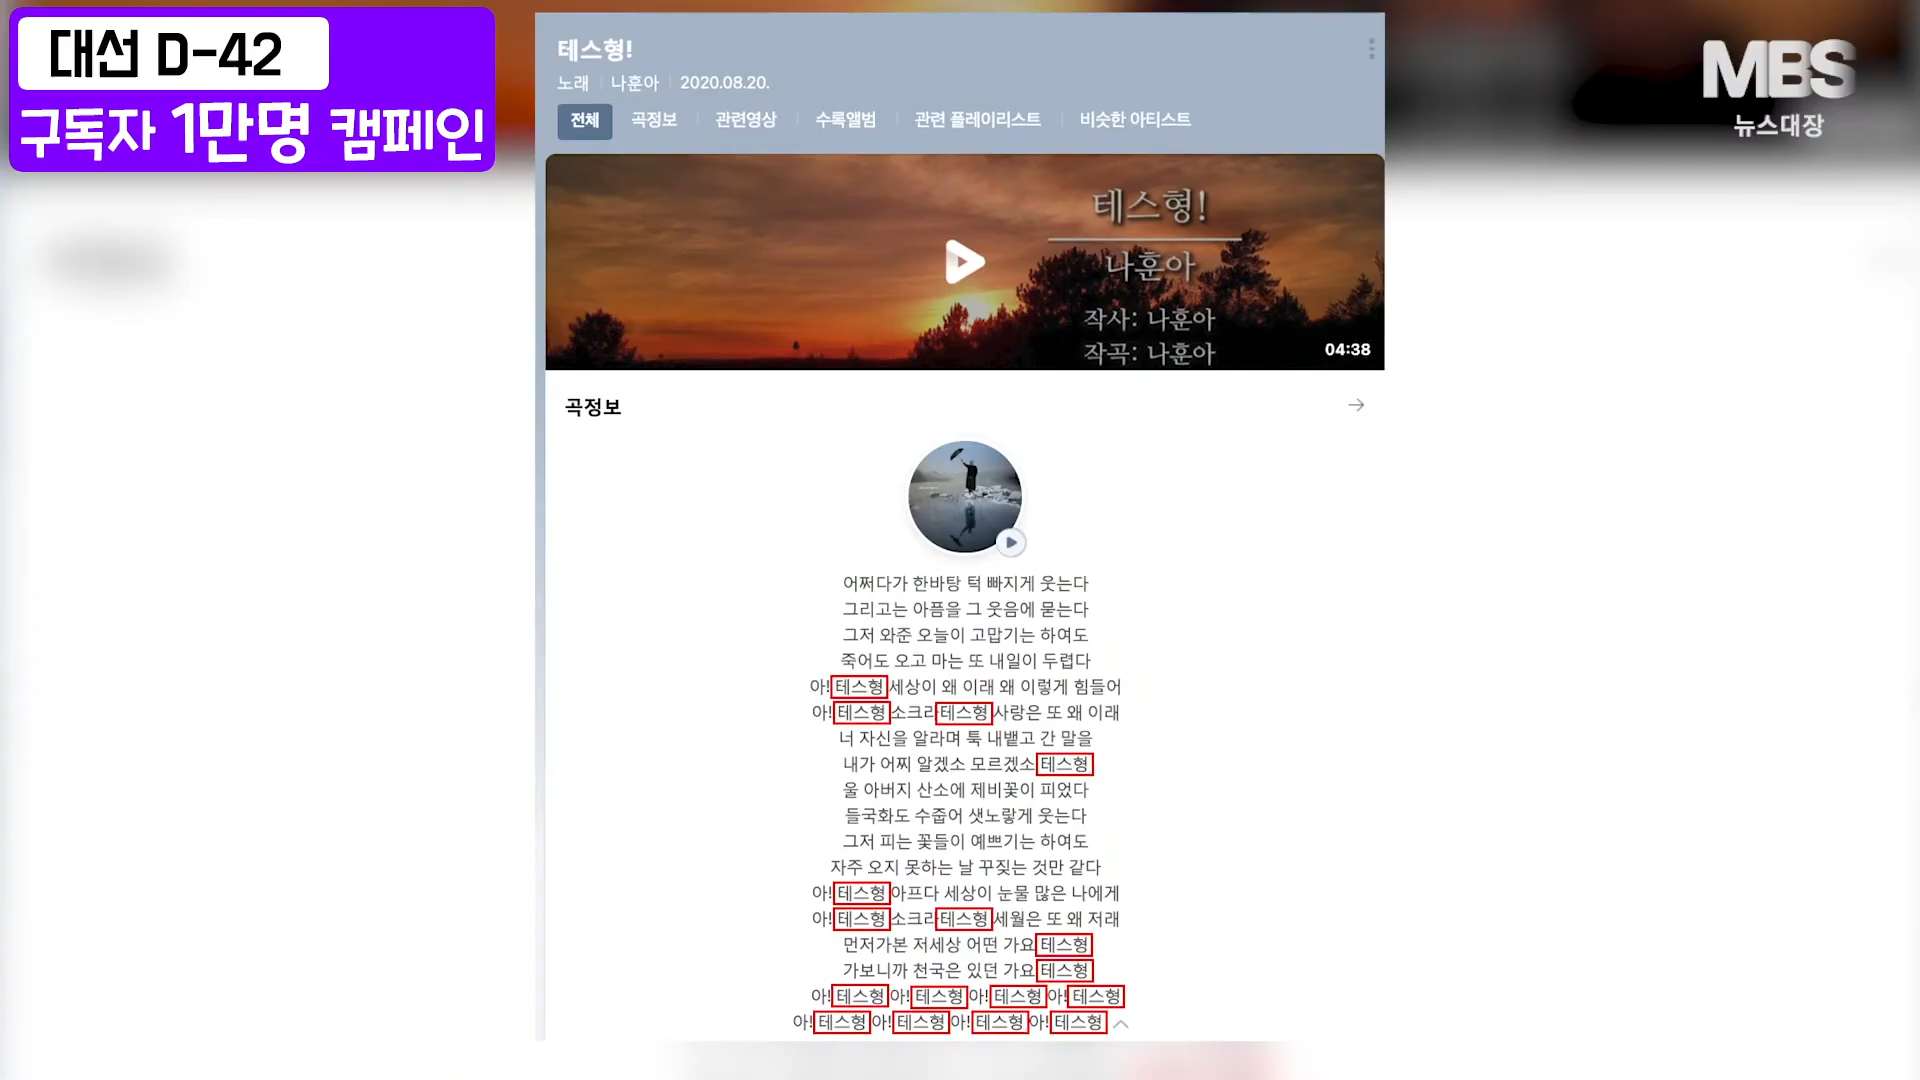 대선 D-42
구독자 1만명 캠페인
MBS
뉴스대장
테스형!
노래 나훈아 2020.08.20.
전체 곡정보 관련영상 수록앨범 관련 플레이리스트 비슷한 아티스트
테스형!
나훈아
작사: 나훈아
작곡: 나훈아
04:38
곡정보
어쩌다가 한바탕 턱 빠지게 웃는다
그리고는 아픔을 그 웃음에 묻는다
그저 와준 오늘이 고맙기는 하여도
죽어도 오고 마는 또 내일이 두렵다
아! 테스형 세상이 왜 이래 왜 이렇게 힘들어
아! 테스형 소크라테스형 사랑은 또 왜 이래
너 자신을 알라며 툭 내뱉고 간 말을
내가 어찌 알겠소 모르겠소 테스형
울 아버지 산소에 제비꽃이 피었다
들국화도 수줍어 샛노랗게 웃는다
그저 피는 꽃들이 예쁘기는 하여도
자주 오지 못하는 날 꾸짖는 것만 같다
아! 테스형 아프다 세상이 눈물 많은 나에게
아! 테스형 소크라테스형 세월은 또 왜 저래
먼저가본 저세상 어떤 가요 테스형
가보니까 천국은 있던 가요 테스형
아! 테스형 아! 테스형 아! 테스형 아! 테스형
아! 테스형 아! 테스형 아! 테스형 아! 테스형